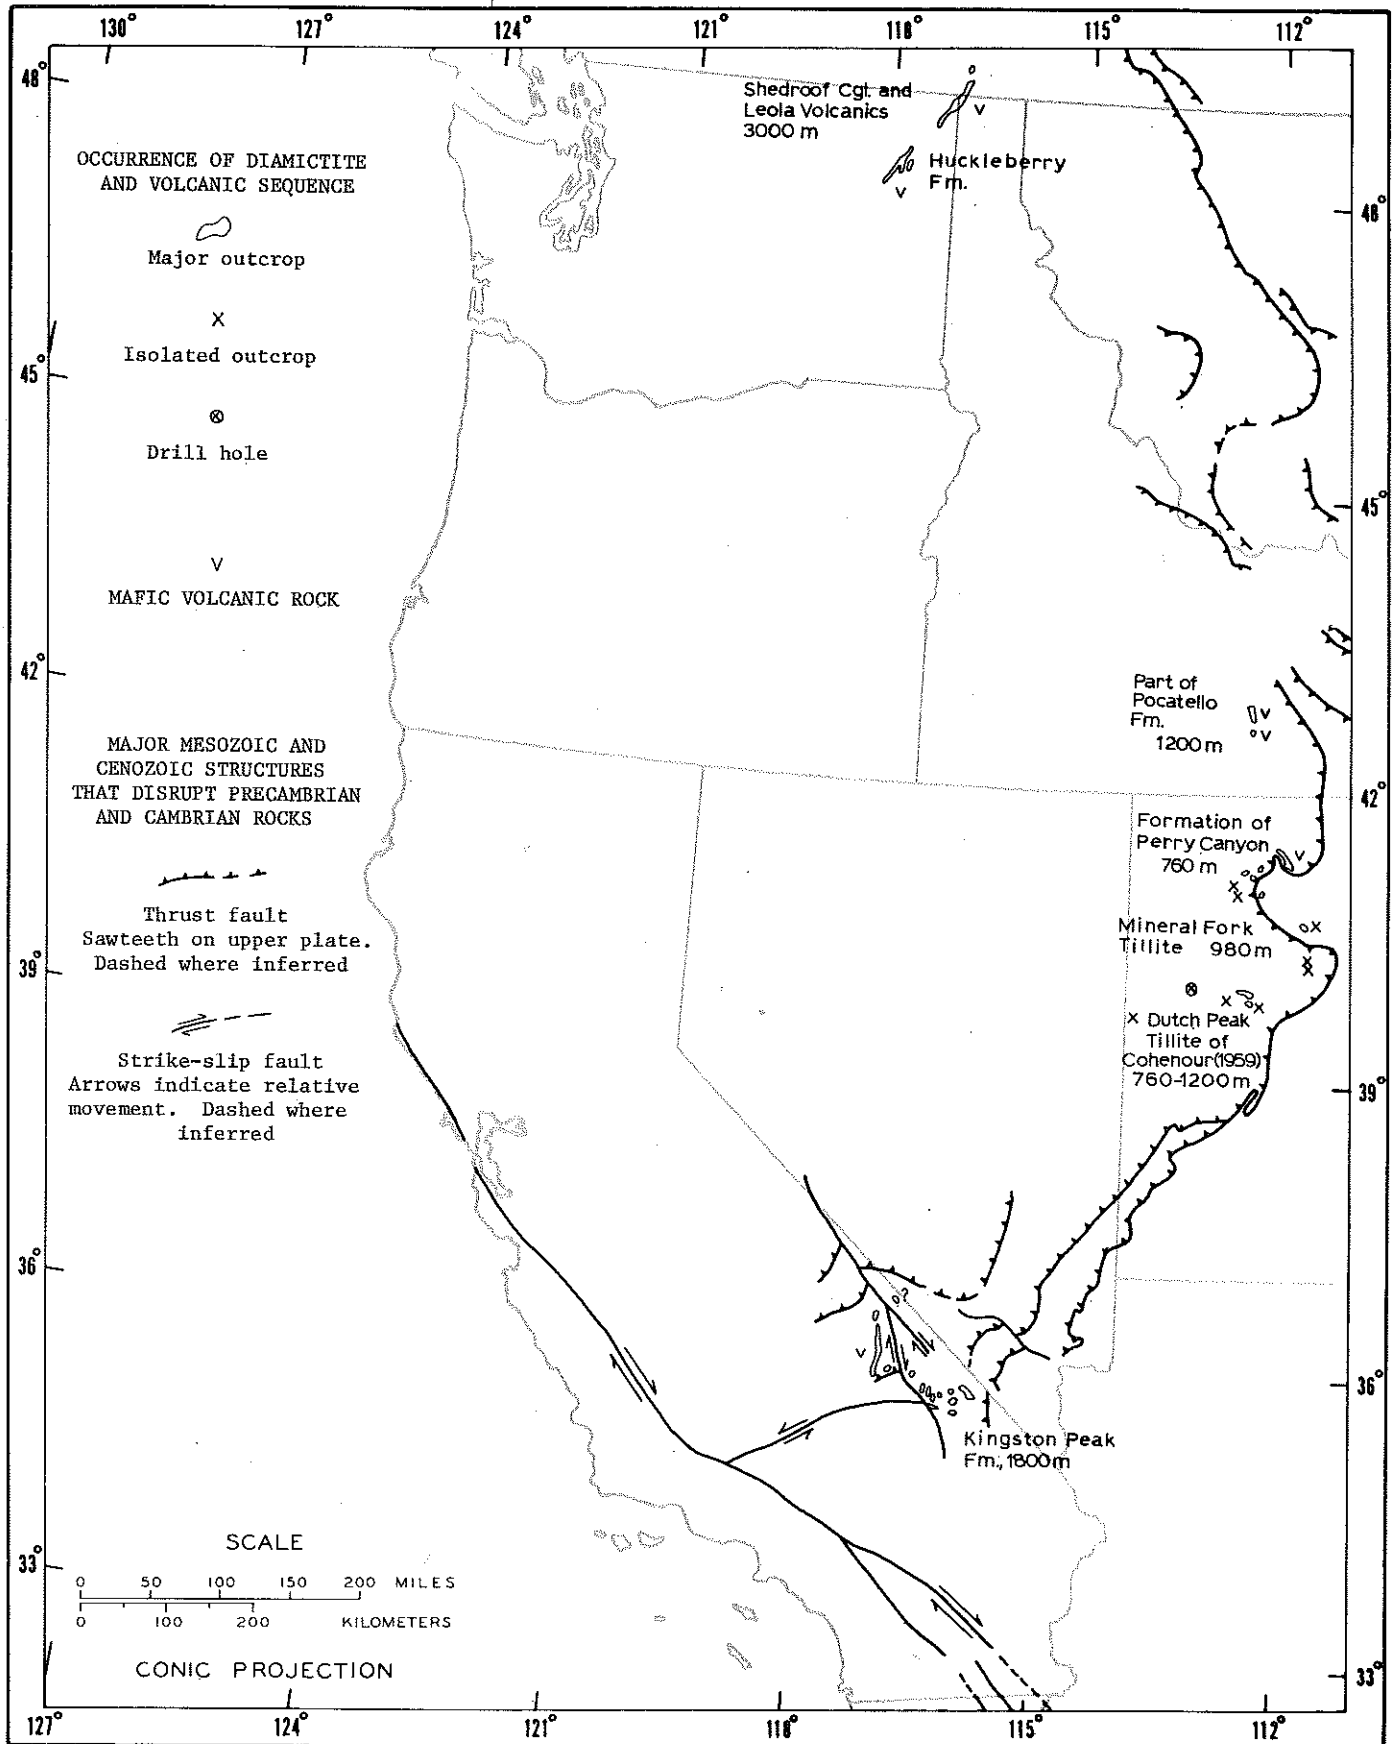 130° 127° 124° 121° 118° 115° 112°
48°
45°
42°
39°
36°
33°
OCCURRENCE OF DIAMICTITE
AND VOLCANIC SEQUENCE
Major outcrop
X
Isolated outcrop
Drill hole
V
MAFIC VOLCANIC ROCK
MAJOR MESOZOIC AND
CENOZOIC STRUCTURES
THAT DISRUPT PRECAMBRIAN
AND CAMBRIAN ROCKS
Thrust fault
Sawteeth on upper plate.
Dashed where inferred
Strike-slip fault
Arrows indicate relative
movement. Dashed where
inferred
SCALE
0 50 100 150 200 MILES
0 100 200 KILOMETERS
CONIC PROJECTION
Shedroof Cgl. and
Leola Volcanics
3000 m
V
Huckleberry
Fm.
V
Part of
Pocatello
Fm.
1200 m
V
V
Formation of
Perry Canyon
760 m
V
X
X
Mineral Fork
Tillite 980m
X
X
X
X
X
X Dutch Peak
Tillite of
Cohenour(1959)
760-1200m
?
V
Kingston Peak
Fm., 1800m
48°
45°
42°
39°
36°
33°
127° 124° 121° 118° 115° 112°